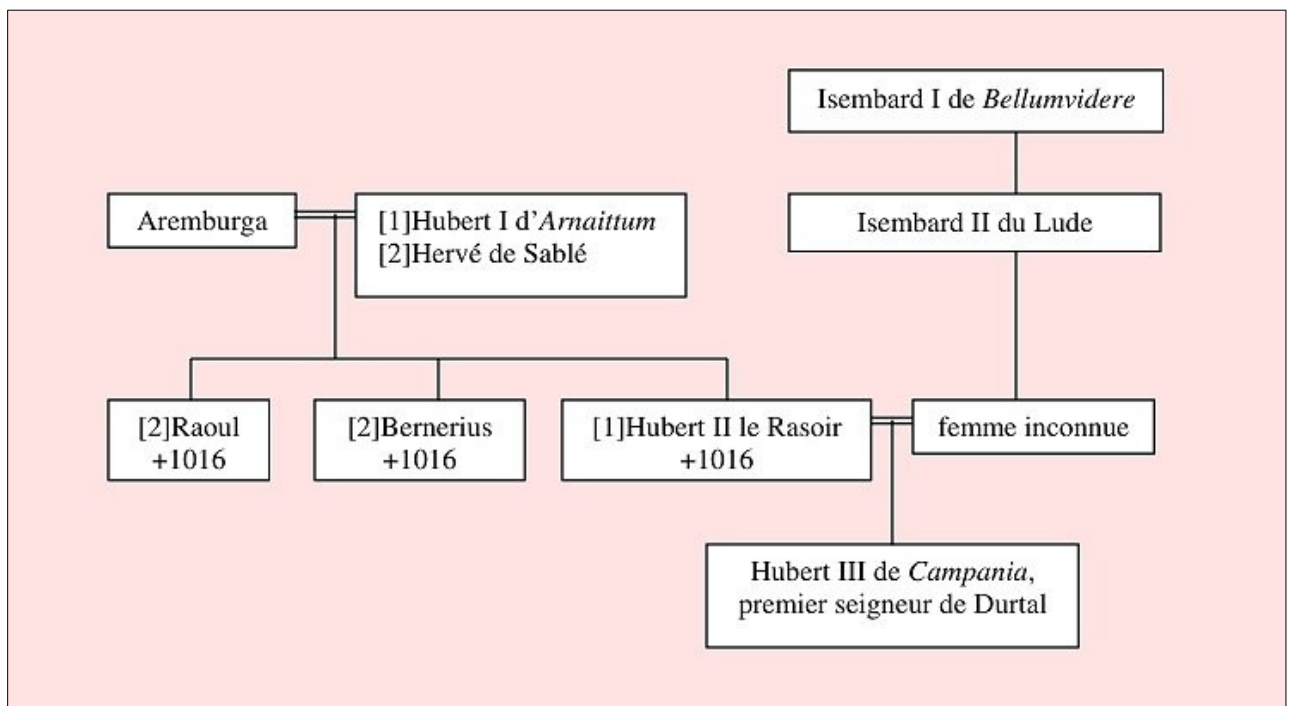 Isembard I de Bellumvidere
Aremburga
[1]Hubert I d'Arnaittum
[2]Hervé de Sablé
Isembard II du Lude
[2]Raoul
+1016
[2]Bernerius
+1016
[1]Hubert II le Rasoir
+1016
femme inconnue
Hubert III de Campania,
premier seigneur de Durtal